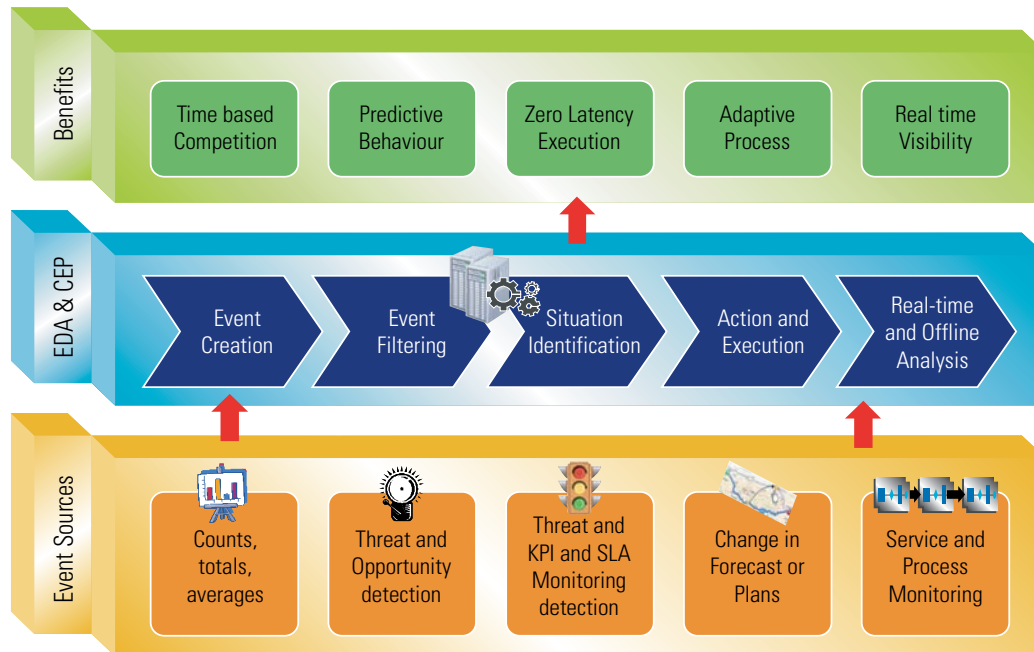 Benefits
Time based
Competition
Predictive
Behaviour
Zero Latency
Execution
Adaptive
Process
Real time
Visibility
EDA & CEP
Event
Creation
Event
Filtering
Situation
Identification
Action and
Execution
Real-time
and Offline
Analysis
Event Sources
Counts,
totals,
averages
Threat and
Opportunity
detection
Threat and
KPI and SLA
Monitoring
detection
Change in
Forecast or
Plans
Service and
Process
Monitoring